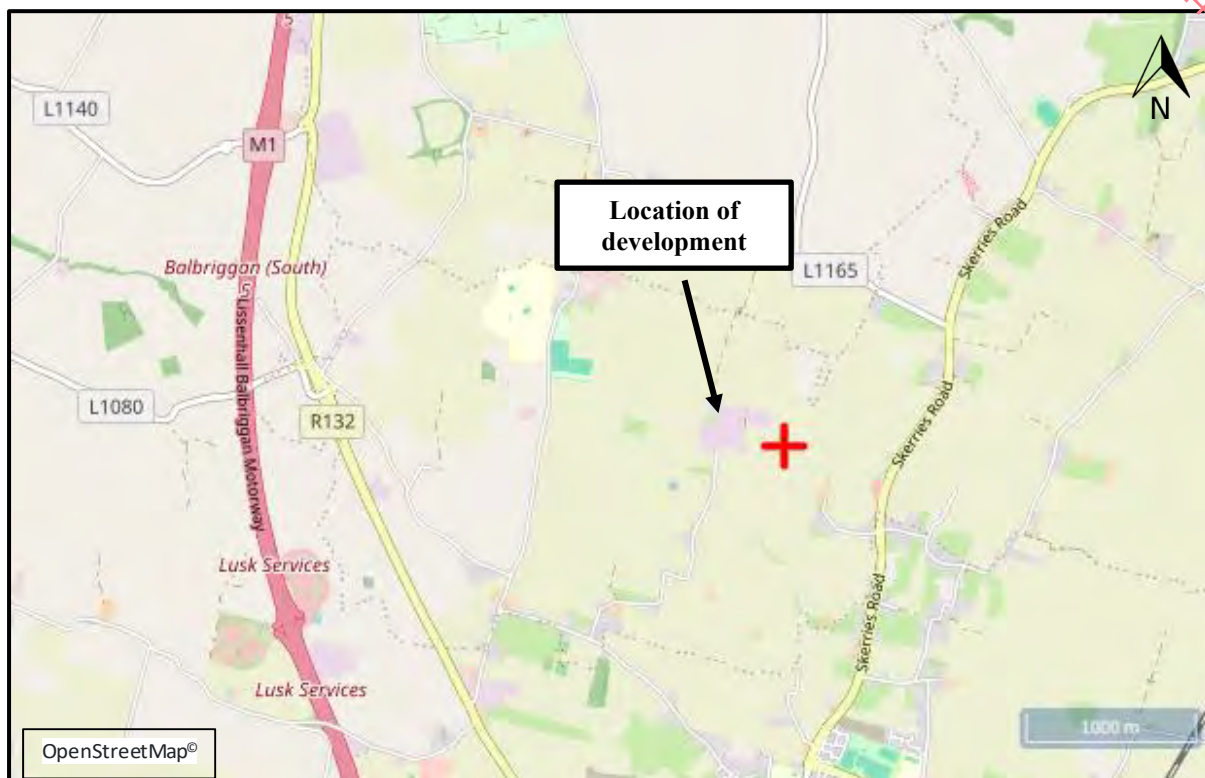 S
L1140
M1
N
Location of
development
Balbriggan (South)
L1165
Skerries Road
Lissenhall Balbriggan Motorway
L1080
R132
Skerries Road
Lusk Services
Skerries Road
Lusk Services
1000 m
OpenStreetMap©